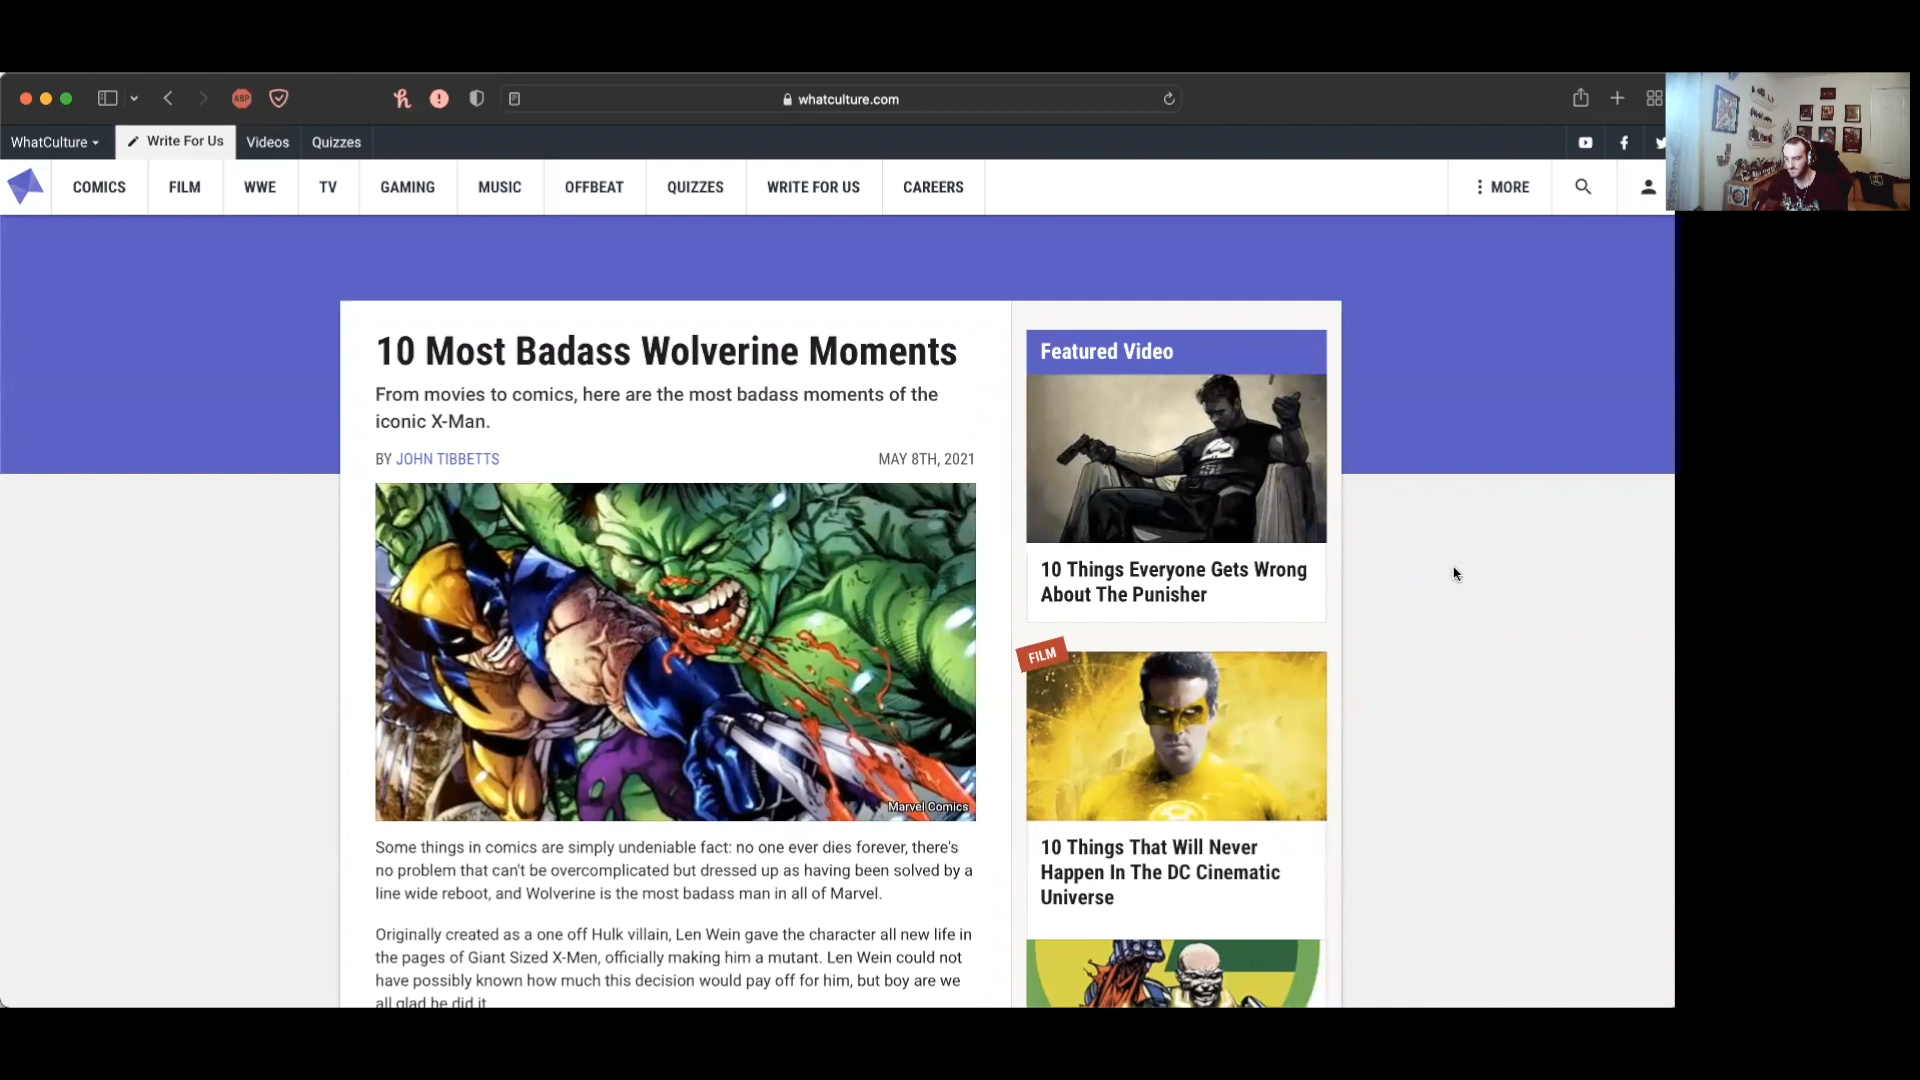 ABP
whatculture.com
WhatCulture
Write For Us
Videos
Quizzes
COMICS
FILM
WWE
TV
GAMING
MUSIC
OFFBEAT
QUIZZES
WRITE FOR US
CAREERS
MORE
10 Most Badass Wolverine Moments
From movies to comics, here are the most badass moments of the
iconic X-Man.
BY JOHN TIBBETTS
MAY 8TH, 2021
Marvel Comics
Some things in comics are simply undeniable fact: no one ever dies forever, there's
no problem that can't be overcomplicated but dressed up as having been solved by a
line wide reboot, and Wolverine is the most badass man in all of Marvel.
Originally created as a one off Hulk villain, Len Wein gave the character all new life in
the pages of Giant Sized X-Men, officially making him a mutant. Len Wein could not
have possibly known how much this decision would pay off for him, but boy are we
all glad he did it
Featured Video
10 Things Everyone Gets Wrong
About The Punisher
FILM
10 Things That Will Never
Happen In The DC Cinematic
Universe